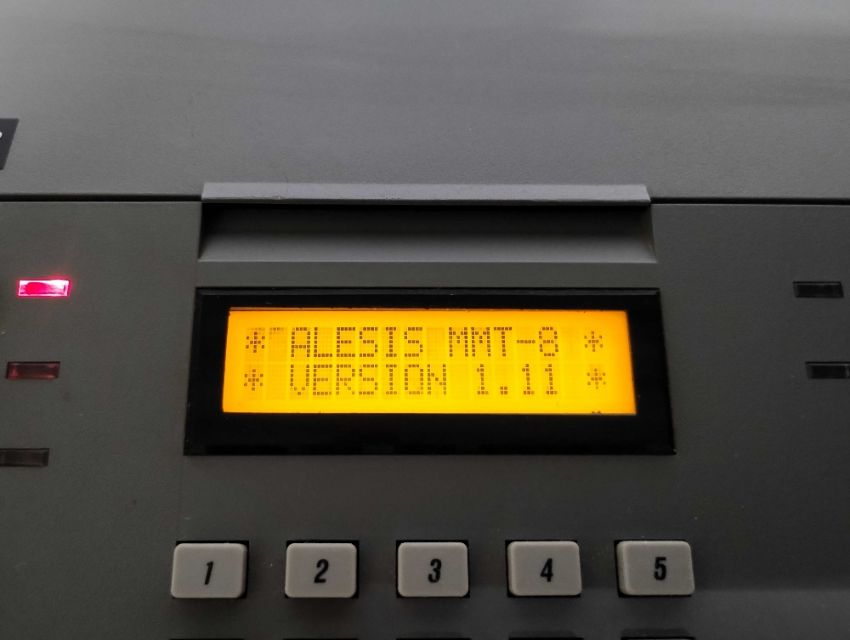 * ALESIS MMT-8 *
* VERSION 1.11 *
1 2 3 4 5